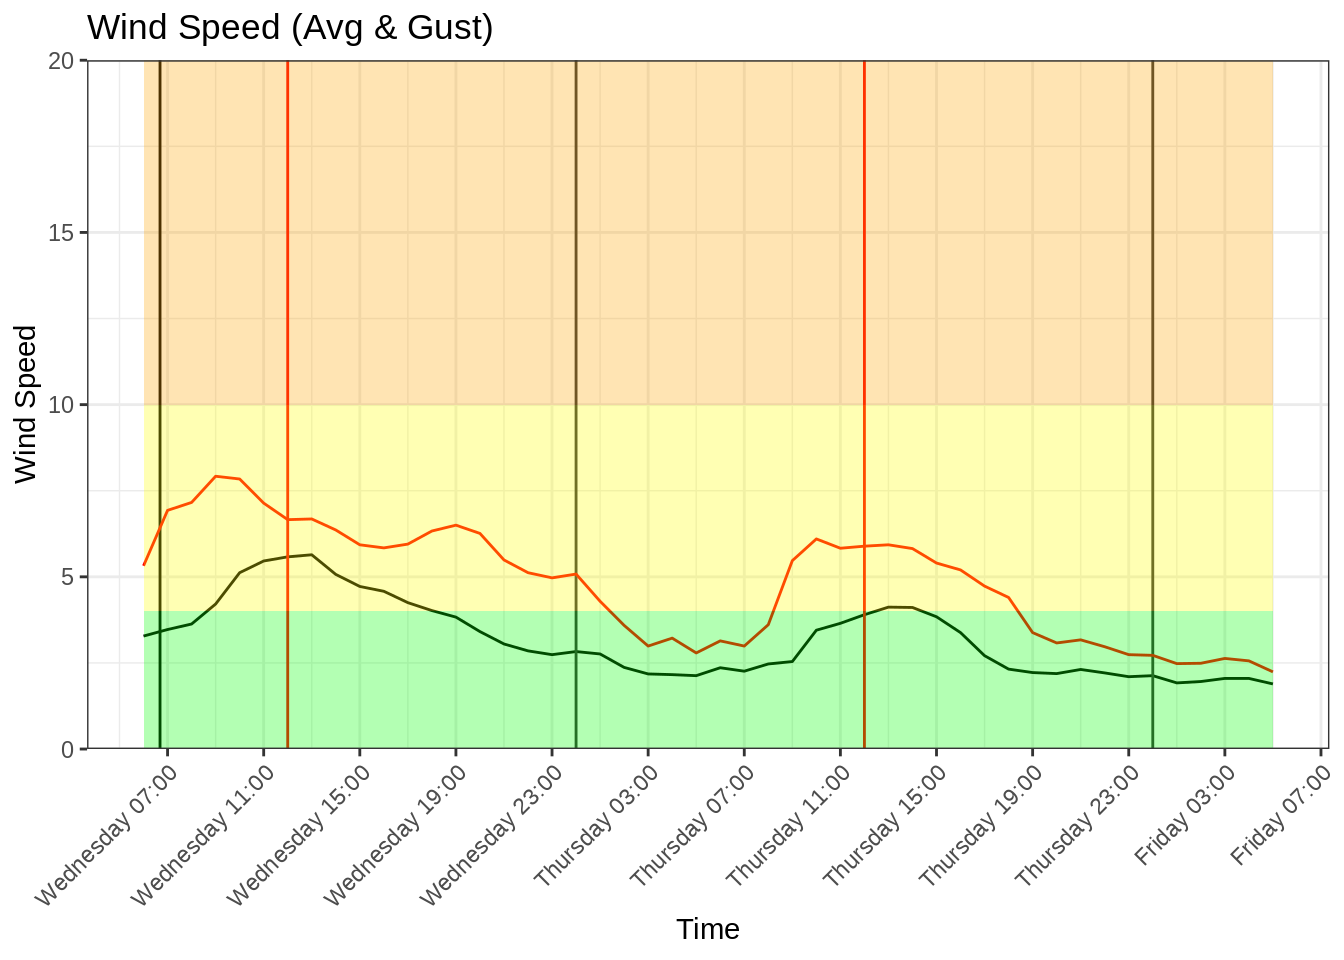 Wind Speed (Avg & Gust)
Wind Speed
20
15
10
5
0
Wednesday 07:00
Wednesday 11:00
Wednesday 15:00
Wednesday 19:00
Wednesday 23:00
Thursday 03:00
Thursday 07:00
Thursday 11:00
Thursday 15:00
Thursday 19:00
Thursday 23:00
Friday 03:00
Friday 07:00
Time